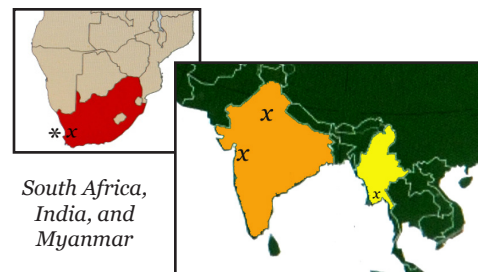 * x
x
x
x
South Africa,
India, and
Myanmar